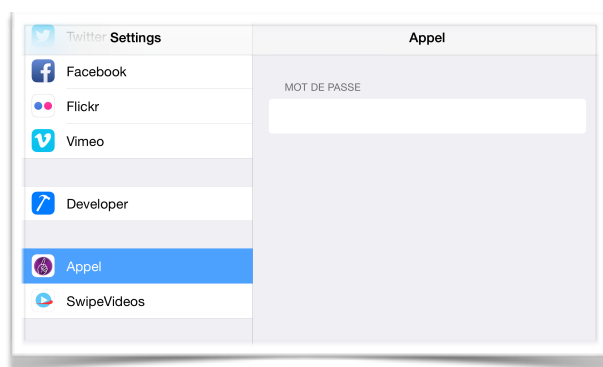 Twitter Settings
Facebook
Flickr
Vimeo
Developer
Appel
SwipeVideos
Appel
MOT DE PASSE